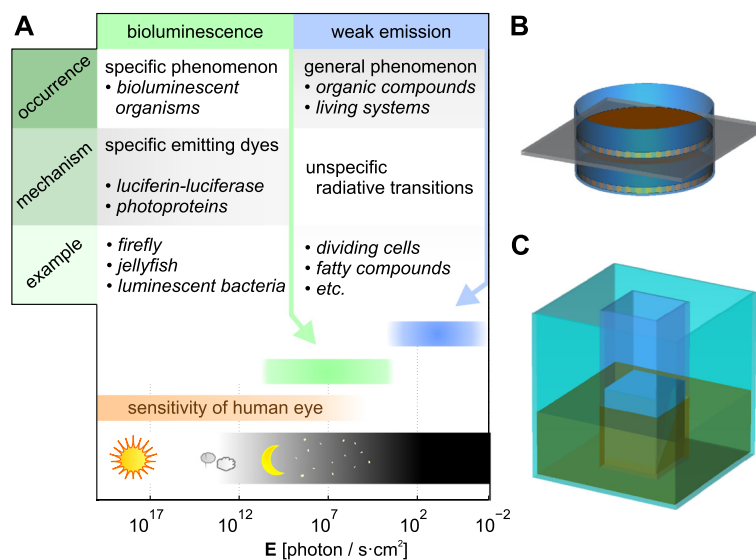 A
bioluminescence
weak emission
B
occurrence
specific phenomenon
• bioluminescent
organisms
general phenomenon
• organic compounds
• living systems
mechanism
specific emitting dyes
• luciferin-luciferase
• photoproteins
unspecific
radiative transitions
example
• firefly
• jellyfish
• luminescent bacteria
• dividing cells
• fatty compounds
• etc.
C
sensitivity of human eye
10^17
10^12
10^7
10^2
10^−2
E [photon / s·cm²]